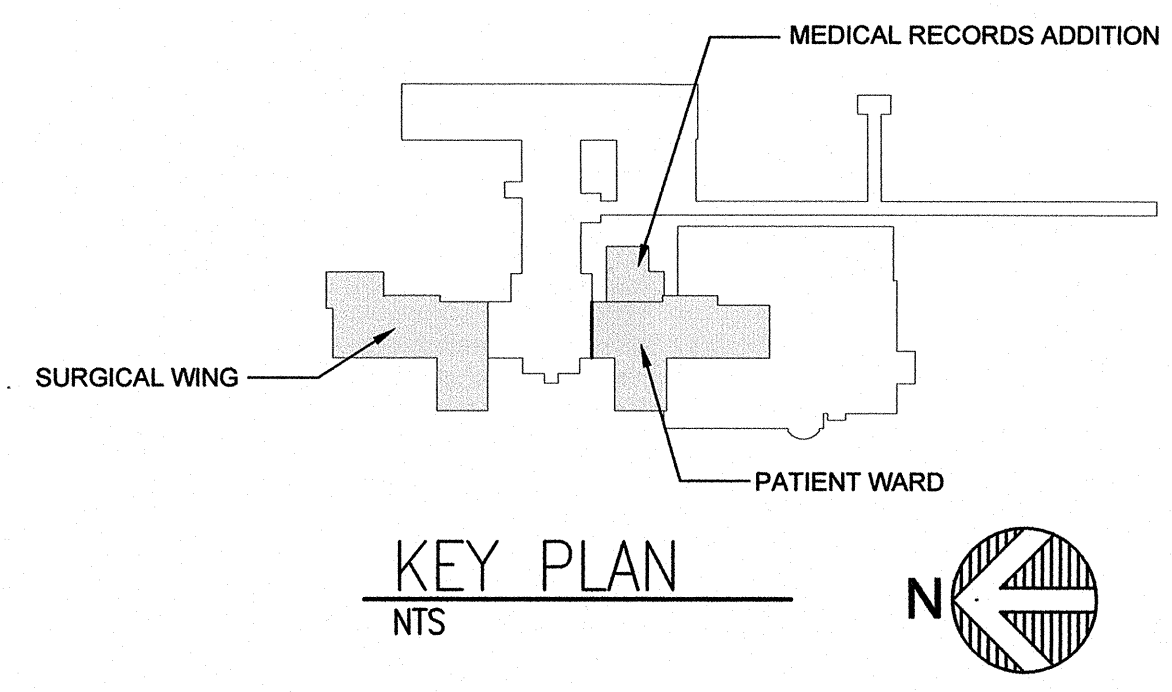 MEDICAL RECORDS ADDITION
SURGICAL WING
PATIENT WARD
KEY PLAN
NTS
N